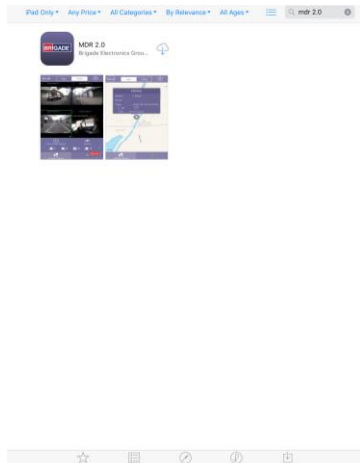 iPad Only Any Price All Categories By Relevance All Ages mdr 2.0
BRIGADE
MDR 2.0
Brigade Electronics Grou...